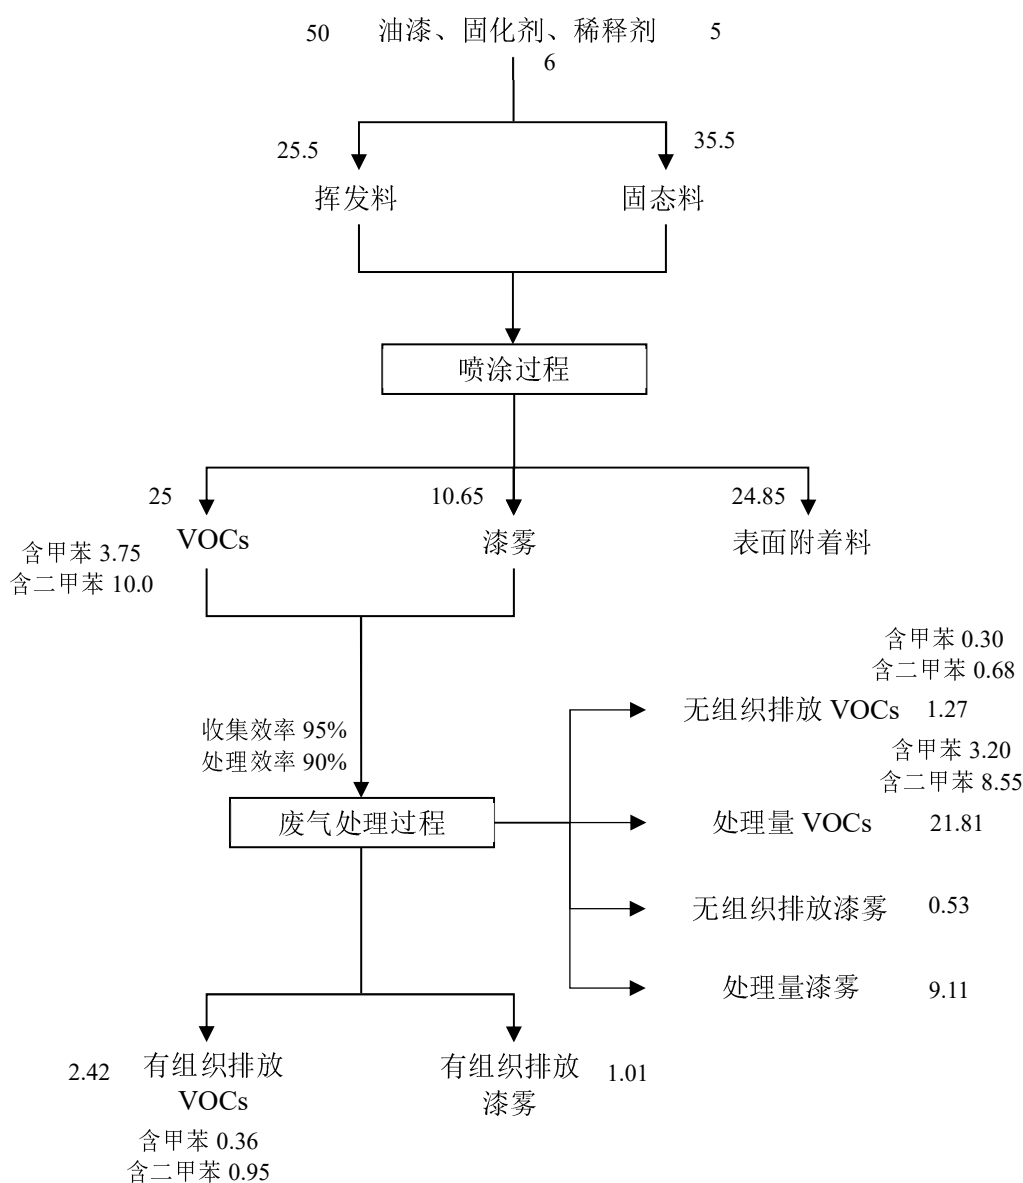 50 油漆、固化剂、稀释剂 5
6
25.5 35.5
挥发料 固态料
喷涂过程
25 10.65 24.85
VOCs 漆雾 表面附着料
含甲苯 3.75
含二甲苯 10.0
含甲苯 0.30
含二甲苯 0.68
无组织排放 VOCs 1.27
收集效率 95%
处理效率 90%
含甲苯 3.20
含二甲苯 8.55
废气处理过程 处理量 VOCs 21.81
无组织排放漆雾 0.53
处理量漆雾 9.11
2.42 有组织排放
VOCs
有组织排放 1.01
漆雾
含甲苯 0.36
含二甲苯 0.95